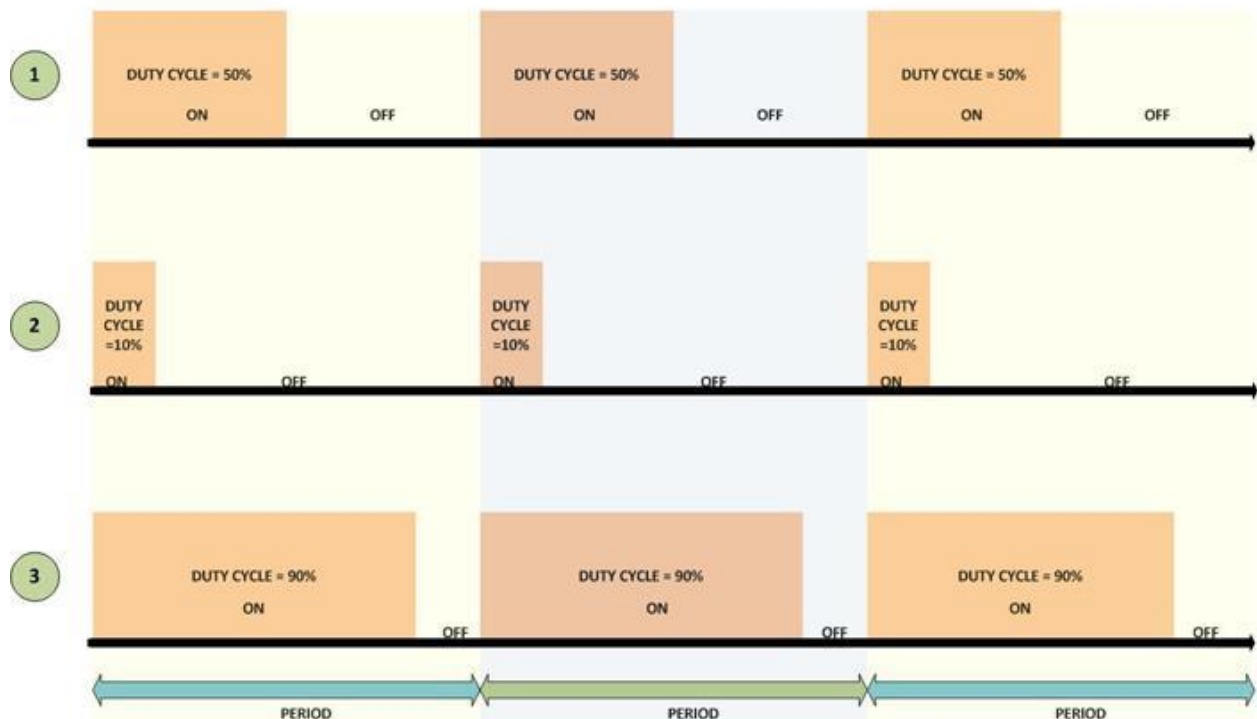 1
DUTY CYCLE = 50%
DUTY CYCLE = 50%
DUTY CYCLE = 50%
ON
OFF
ON
OFF
ON
OFF
2
DUTY
CYCLE
=10%
DUTY
CYCLE
=10%
DUTY
CYCLE
=10%
ON
OFF
ON
OFF
ON
OFF
3
DUTY CYCLE = 90%
DUTY CYCLE = 90%
DUTY CYCLE = 90%
ON
ON
ON
OFF
OFF
OFF
PERIOD
PERIOD
PERIOD